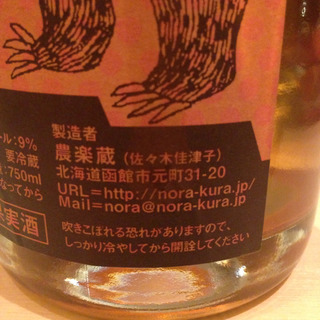 製造者
農楽蔵（佐々木佳津子）
北海道函館市元町31-20
URL=http://nora-kura.jp/
Mail=nora@nora-kura.jp
吹きこぼれる恐れがありますので、
しっかり冷やしてから開詮してください
ール:9%
要冷蔵
:750ml
なってから
実酒